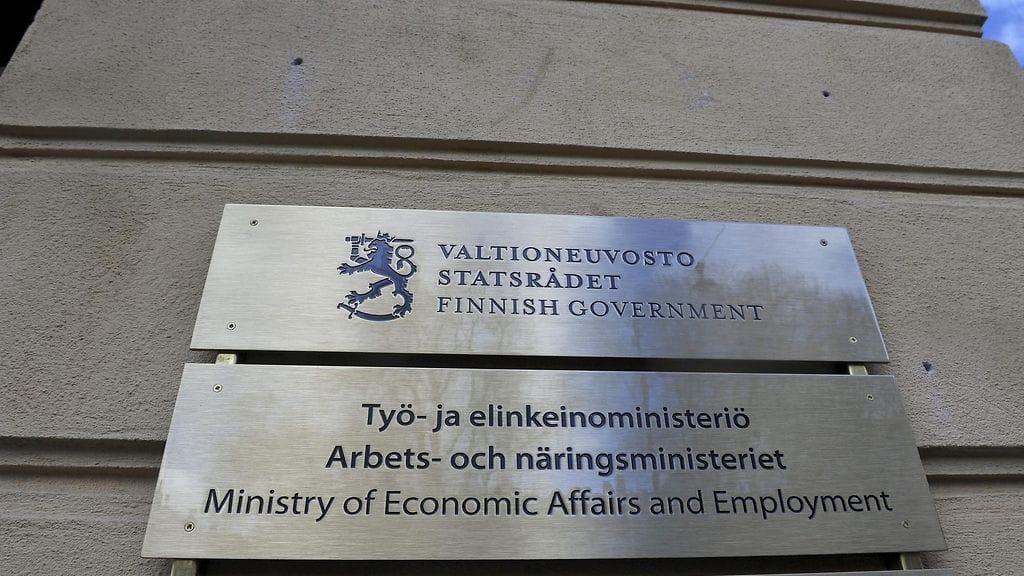 VALTIONEUVOSTO
STATSRÅDET
FINNISH GOVERNMENT
Työ- ja elinkeinoministeriö
Arbets- och näringsministeriet
Ministry of Economic Affairs and Employment